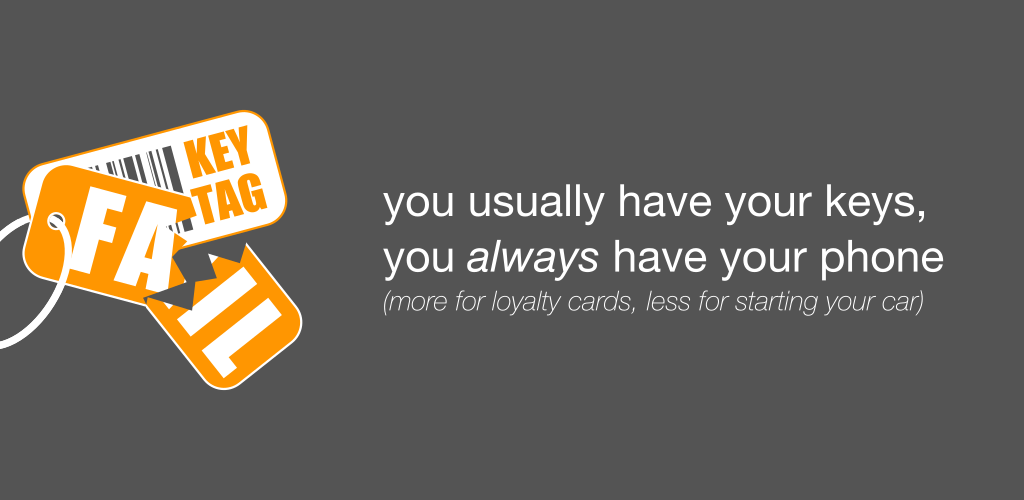 KEY
TAG
FAIL
you usually have your keys,
you always have your phone
(more for loyalty cards, less for starting your car)